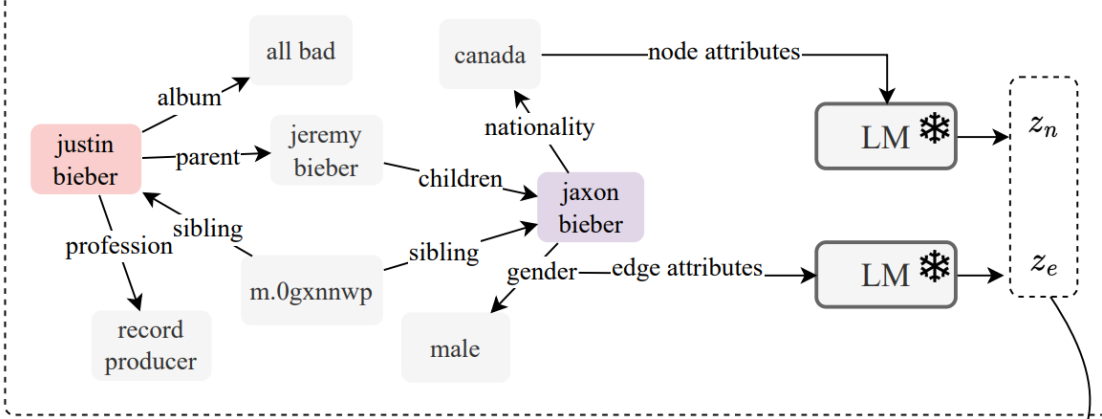 all bad
canada
node attributes
album
nationality
LM
z_n
justin
bieber
parent
jeremy
bieber
children
jaxon
bieber
sibling
profession
sibling
gender
edge attributes
LM
z_e
m.0gxnnwp
record
producer
male